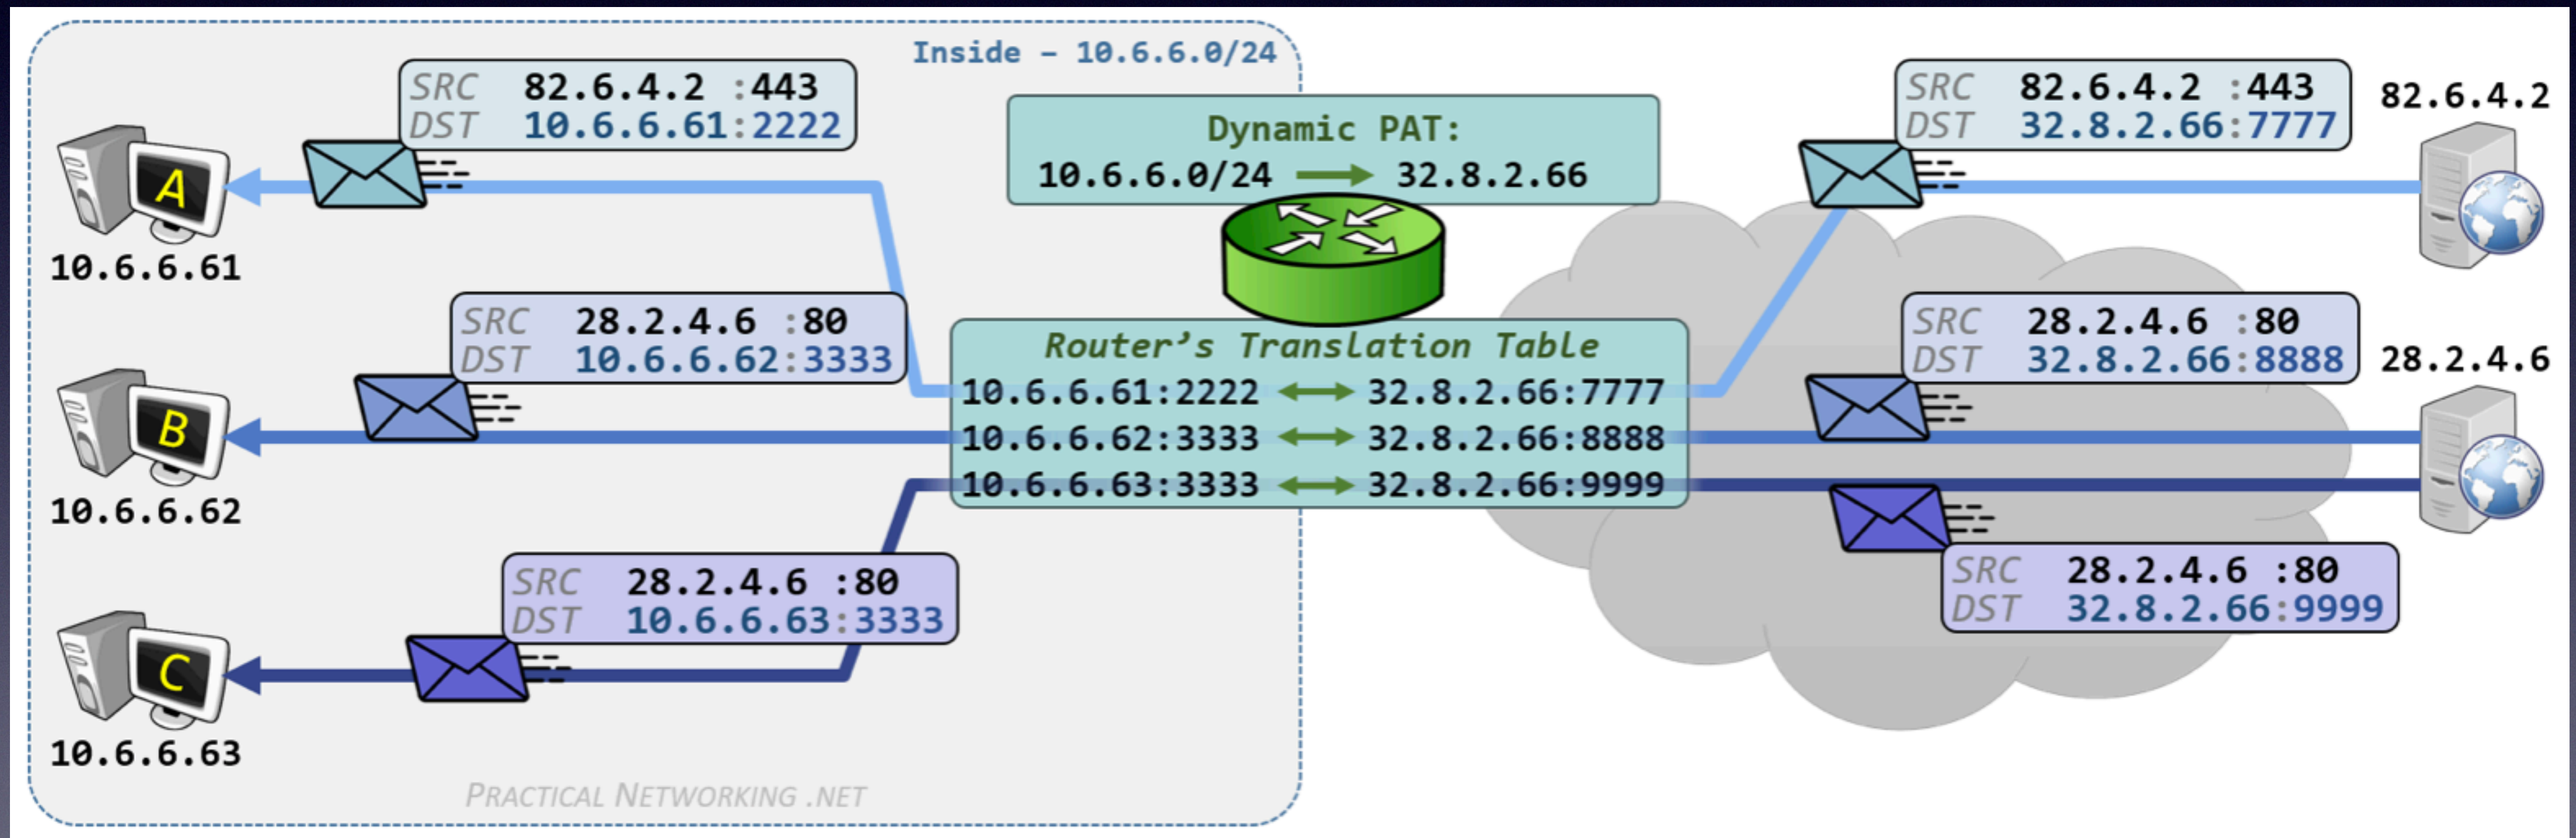 Inside – 10.6.6.0/24
SRC 82.6.4.2 :443
DST 10.6.6.61:2222
A
10.6.6.61
SRC 28.2.4.6 :80
DST 10.6.6.62:3333
B
10.6.6.62
SRC 28.2.4.6 :80
DST 10.6.6.63:3333
C
10.6.6.63
PRACTICAL NETWORKING .NET
Dynamic PAT:
10.6.6.0/24 32.8.2.66
Router’s Translation Table
10.6.6.61:2222 32.8.2.66:7777
10.6.6.62:3333 32.8.2.66:8888
10.6.6.63:3333 32.8.2.66:9999
SRC 82.6.4.2 :443
DST 32.8.2.66:7777
82.6.4.2
SRC 28.2.4.6 :80
DST 32.8.2.66:8888
28.2.4.6
SRC 28.2.4.6 :80
DST 32.8.2.66:9999